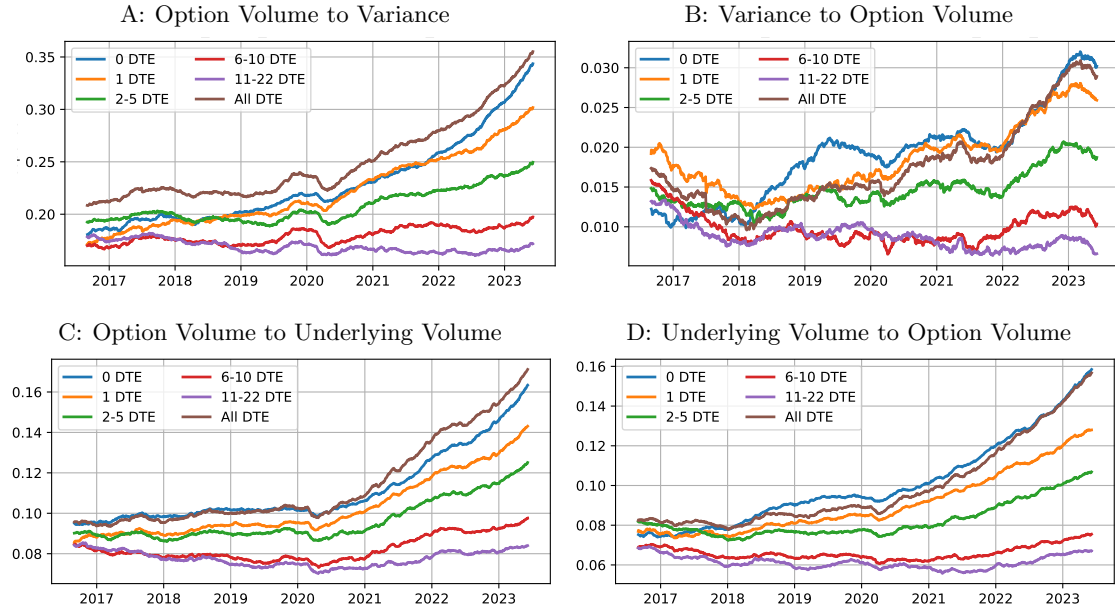 A: Option Volume to Variance
0 DTE
1 DTE
2-5 DTE
6-10 DTE
11-22 DTE
All DTE
0.35
0.30
0.25
0.20
2017 2018 2019 2020 2021 2022 2023
B: Variance to Option Volume
0 DTE
1 DTE
2-5 DTE
6-10 DTE
11-22 DTE
All DTE
0.030
0.025
0.020
0.015
0.010
2017 2018 2019 2020 2021 2022 2023
C: Option Volume to Underlying Volume
0 DTE
1 DTE
2-5 DTE
6-10 DTE
11-22 DTE
All DTE
0.16
0.14
0.12
0.10
0.08
2017 2018 2019 2020 2021 2022 2023
D: Underlying Volume to Option Volume
0 DTE
1 DTE
2-5 DTE
6-10 DTE
11-22 DTE
All DTE
0.16
0.14
0.12
0.10
0.08
0.06
2017 2018 2019 2020 2021 2022 2023